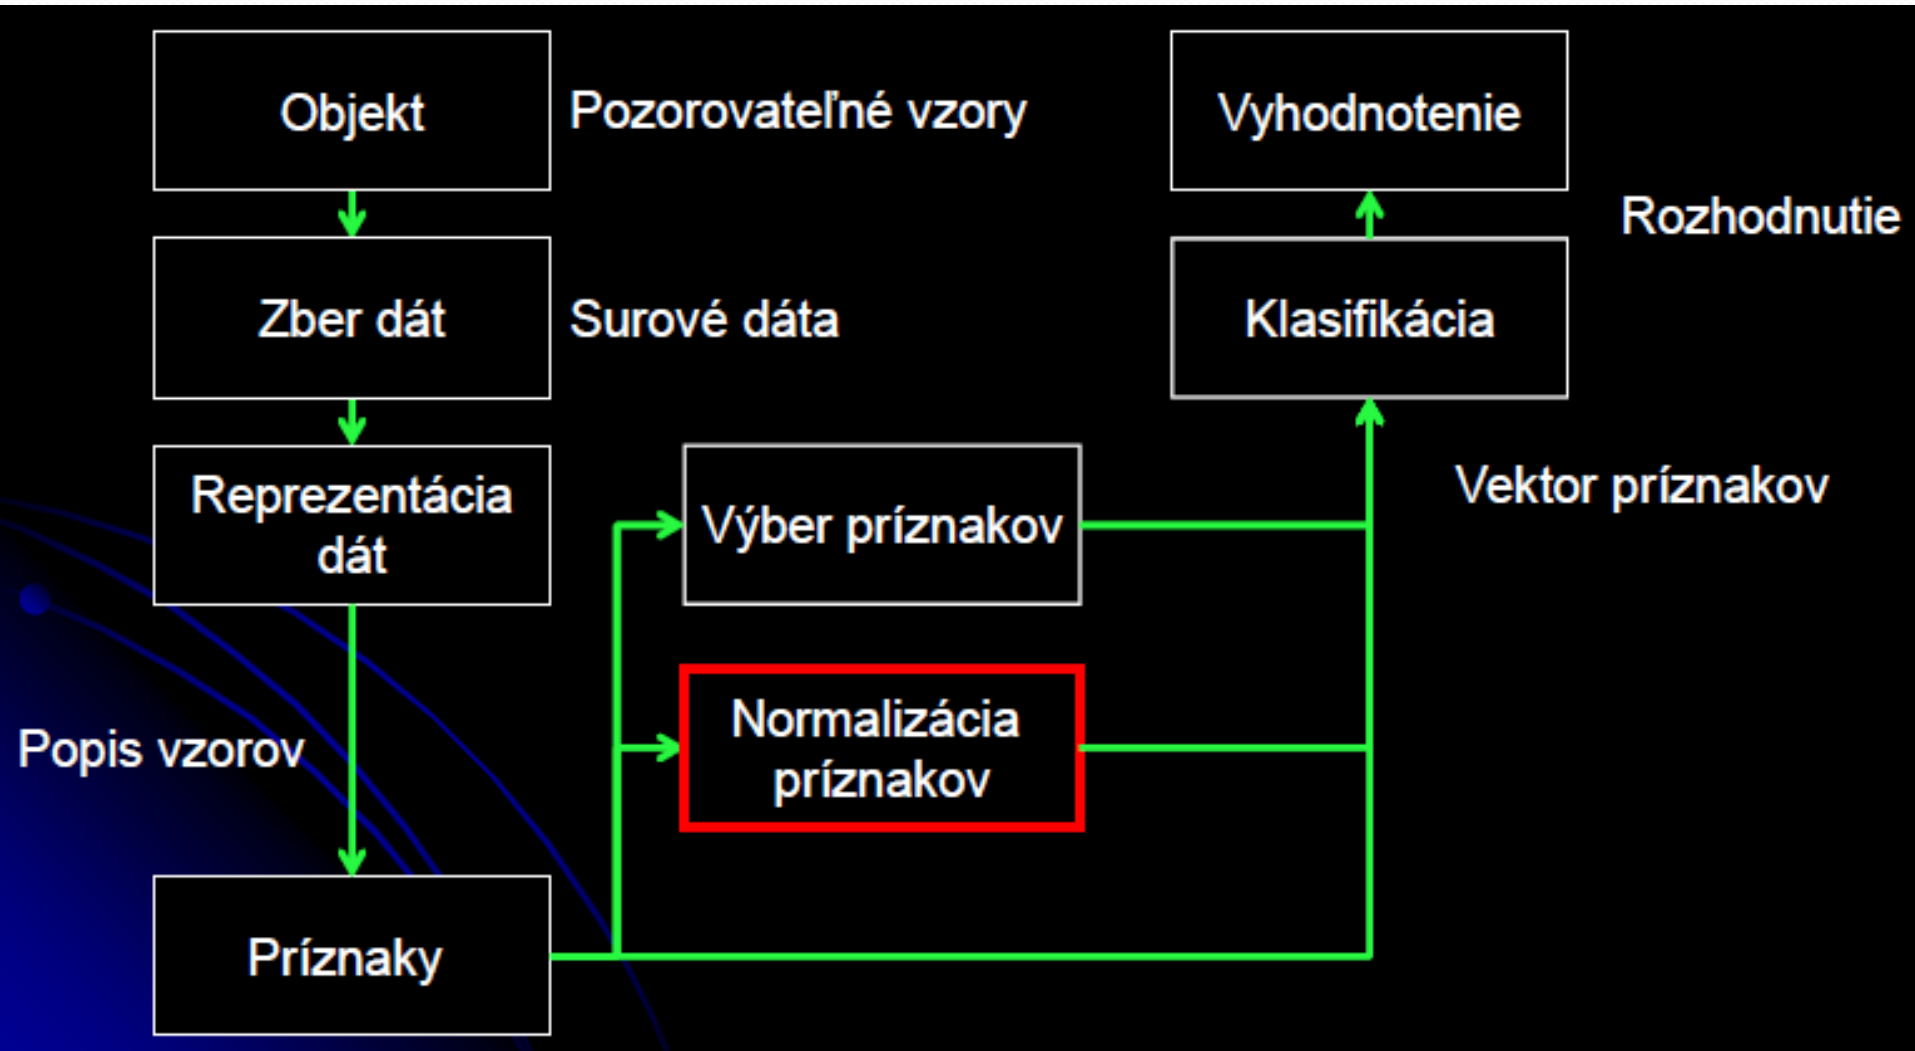 Objekt
Pozorovateľné vzory
Vyhodnotenie
Rozhodnutie
Zber dát
Surové dáta
Klasifikácia
Reprezentácia
dát
Výber príznakov
Vektor príznakov
Popis vzorov
Normalizácia
príznakov
Príznaky